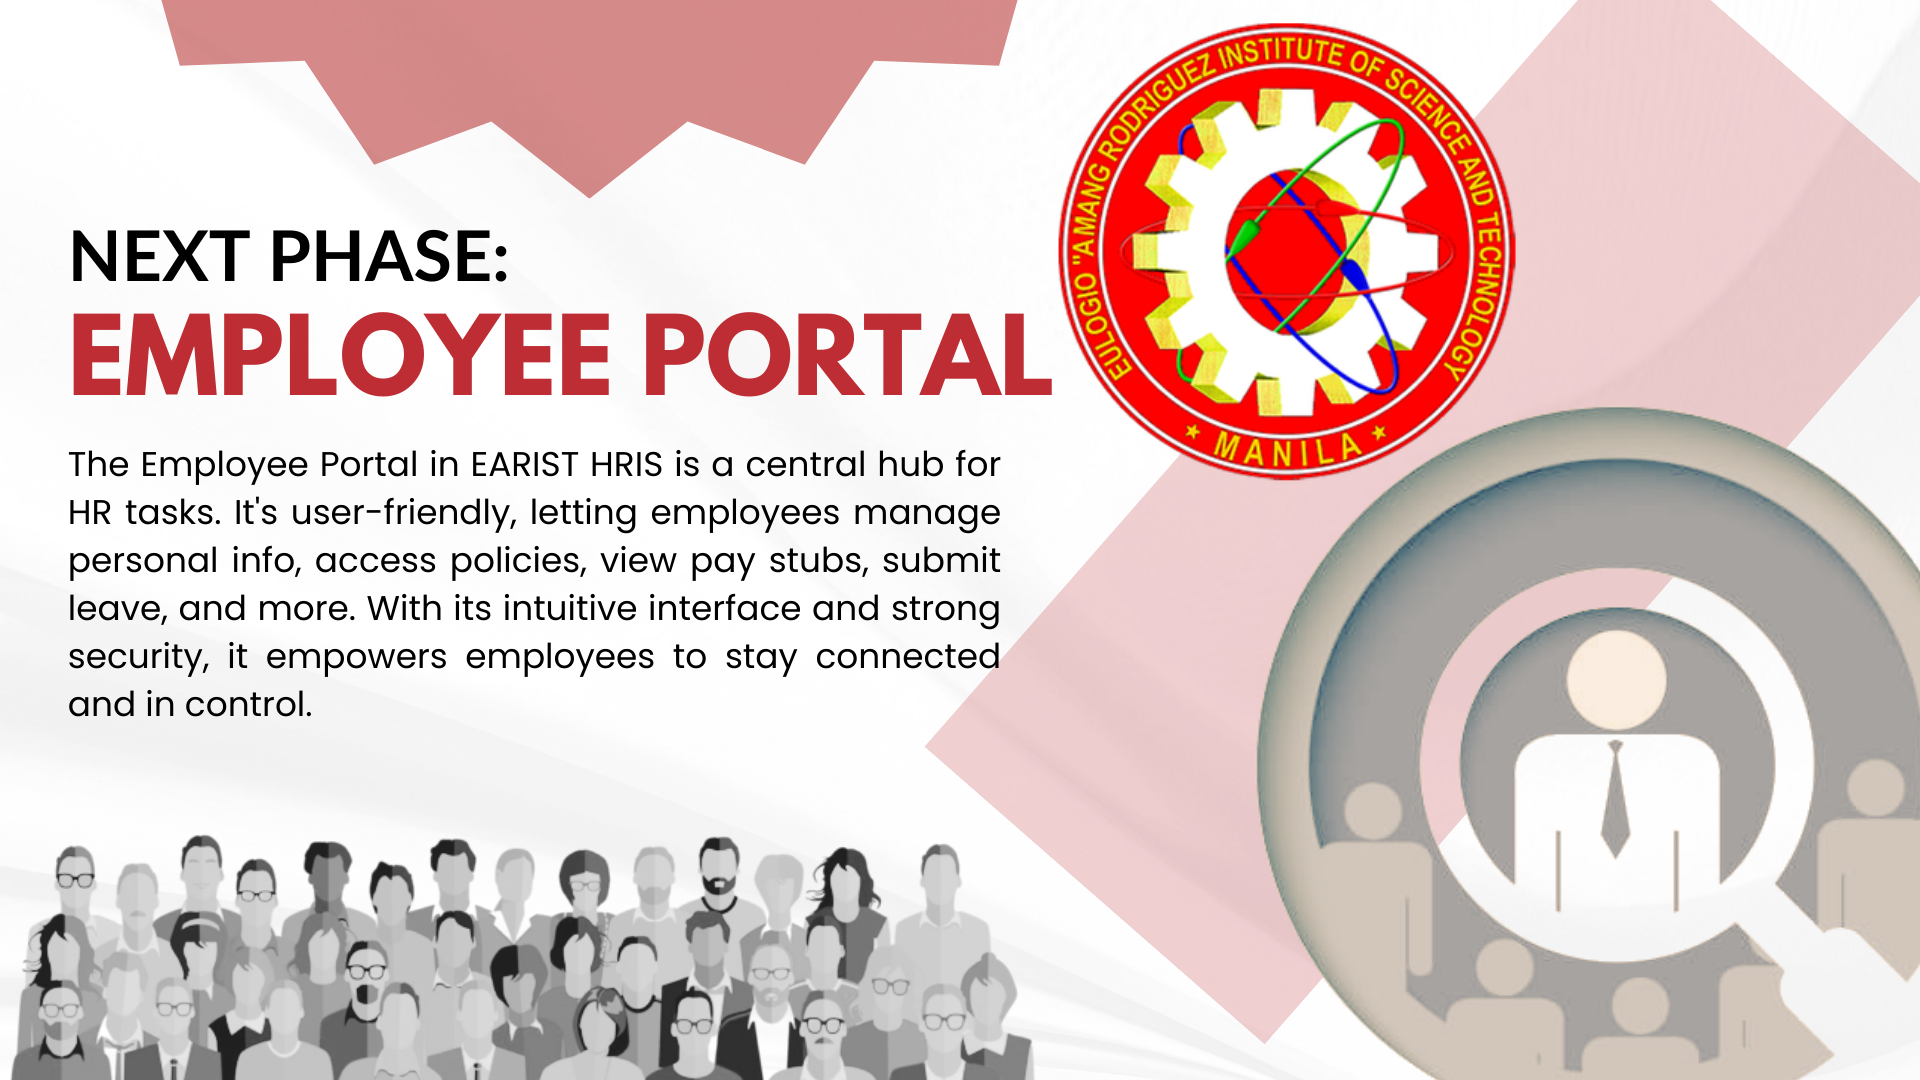 NEXT PHASE:
EMPLOYEE PORTAL
The Employee Portal in EARIST HRIS is a central hub for
HR tasks. It's user-friendly, letting employees manage
personal info, access policies, view pay stubs, submit
leave, and more. With its intuitive interface and strong
security, it empowers employees to stay connected
and in control.
EULOGIO "AMANG RODRIGUEZ INSTITUTE OF SCIENCE AND TECHNOLOGY
MANILA